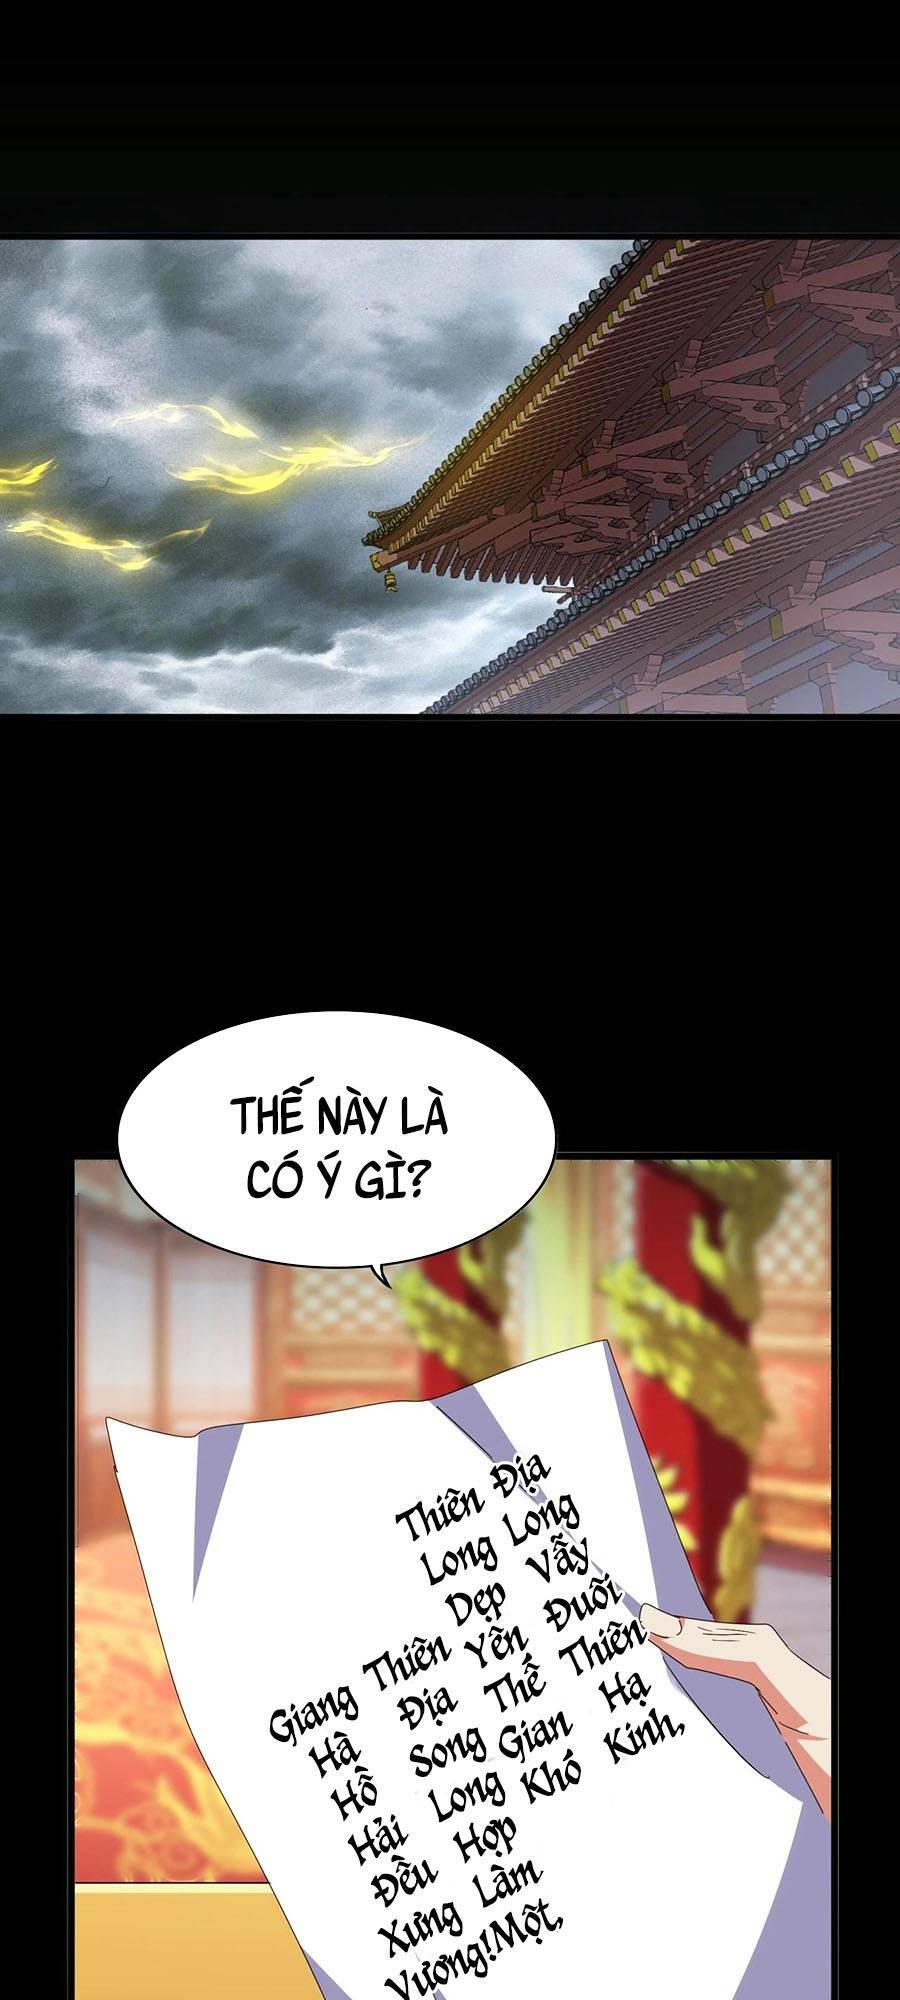 THẾ NÀY LÀ
CÓ Ý GÌ?
Thiên Địa
Long Long
Dẹp Vẫy
Giang Thiên Yên Đuôi
Hà Địa Thế Thiên
Hồ Song Gian Hạ
Hải Long Khó Kinh,
Đều Hợp
Xưng Lâm
Vương! Một,